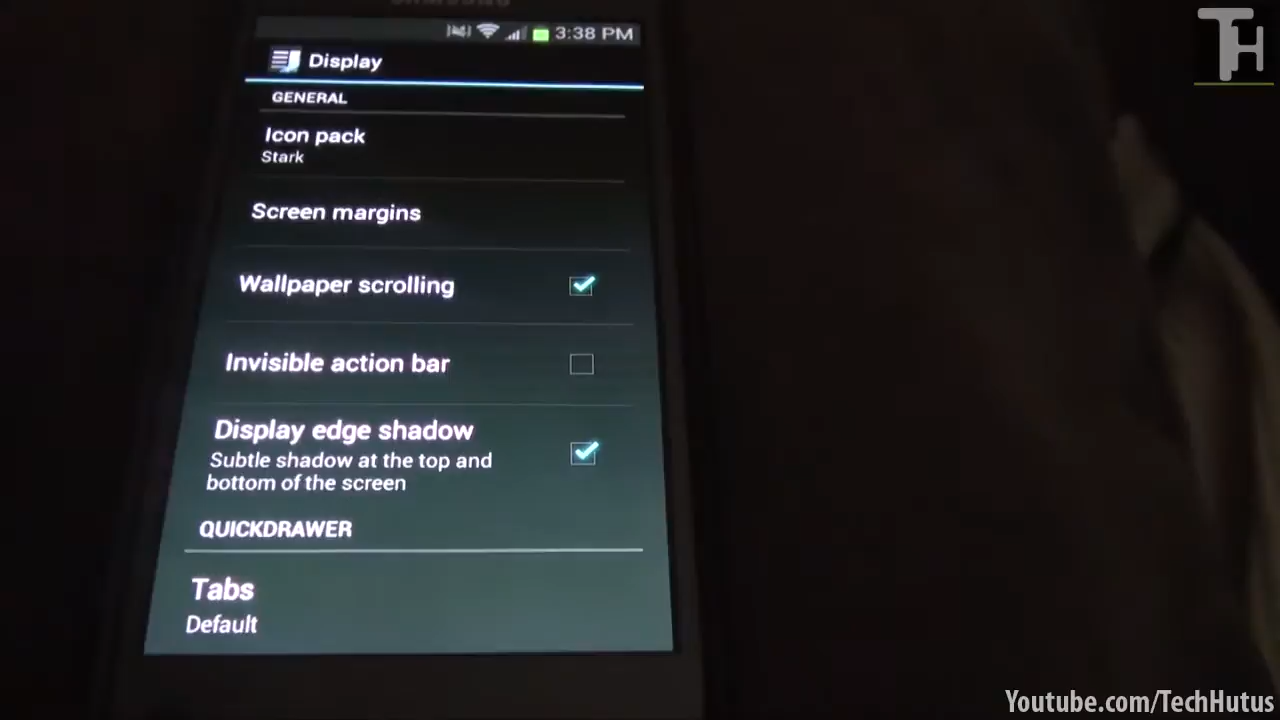 3:38 PM
Display
GENERAL
Icon pack
Stark
Screen margins
Wallpaper scrolling
Invisible action bar
Display edge shadow
Subtle shadow at the top and
bottom of the screen
QUICKDRAWER
Tabs
Default
TH
Youtube.com/TechHutus